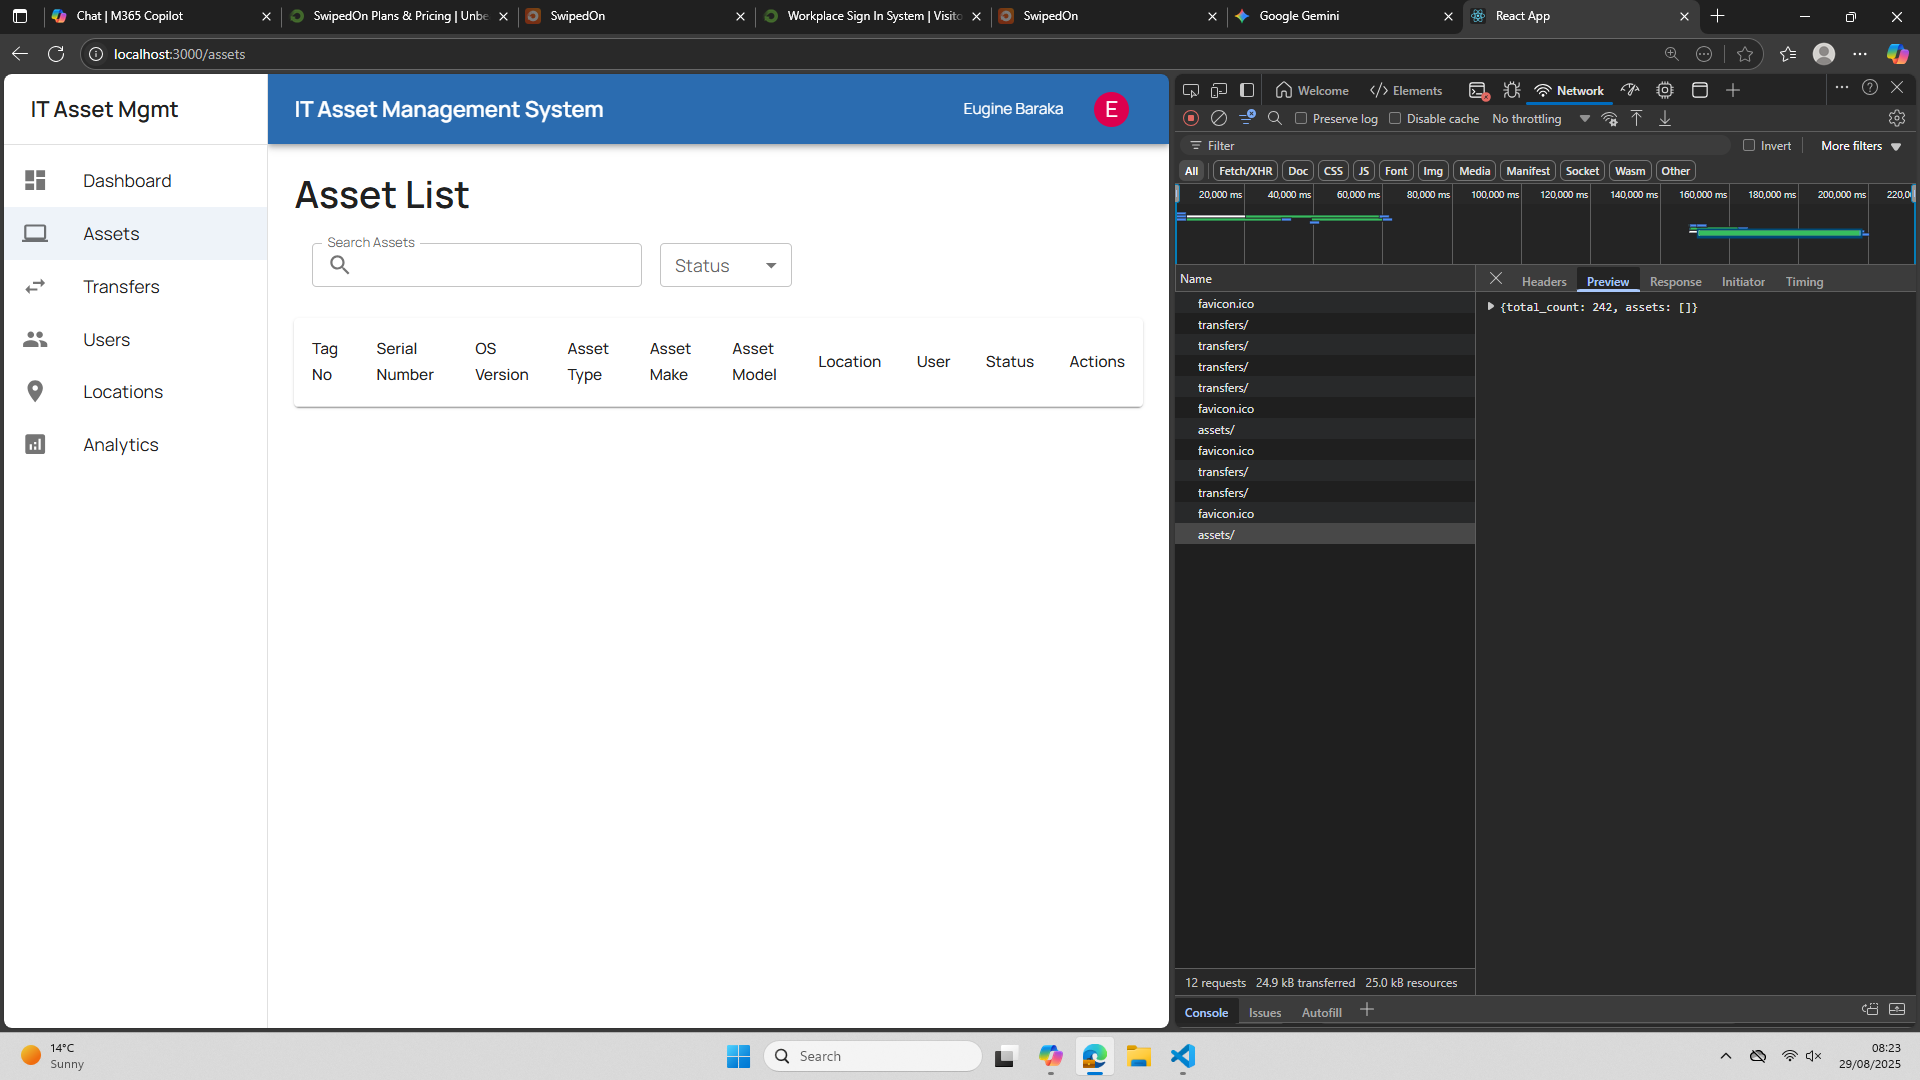 Chat | M365 Copilot
SwipedOn Plans & Pricing | Unbe
SwipedOn
Workplace Sign In System | Visito
SwipedOn
Google Gemini
React App
localhost:3000/assets
IT Asset Mgmt
Dashboard
Assets
Transfers
Users
Locations
Analytics
IT Asset Management System
Eugine Baraka
E
Asset List
Search Assets
Status
Tag No
Serial Number
OS Version
Asset Type
Asset Make
Asset Model
Location
User
Status
Actions
Welcome
Elements
Network
Preserve log
Disable cache
No throttling
Filter
Invert
More filters
All
Fetch/XHR
Doc
CSS
JS
Font
Img
Media
Manifest
Socket
Wasm
Other
20,000 ms
40,000 ms
60,000 ms
80,000 ms
100,000 ms
120,000 ms
140,000 ms
160,000 ms
180,000 ms
200,000 ms
220,0
Name
favicon.ico
transfers/
transfers/
transfers/
transfers/
favicon.ico
assets/
favicon.ico
transfers/
transfers/
favicon.ico
assets/
Headers
Preview
Response
Initiator
Timing
{total_count: 242, assets: []}
12 requests
24.9 kB transferred
25.0 kB resources
Console
Issues
Autofill
14°C
Sunny
Search
08:23
29/08/2025